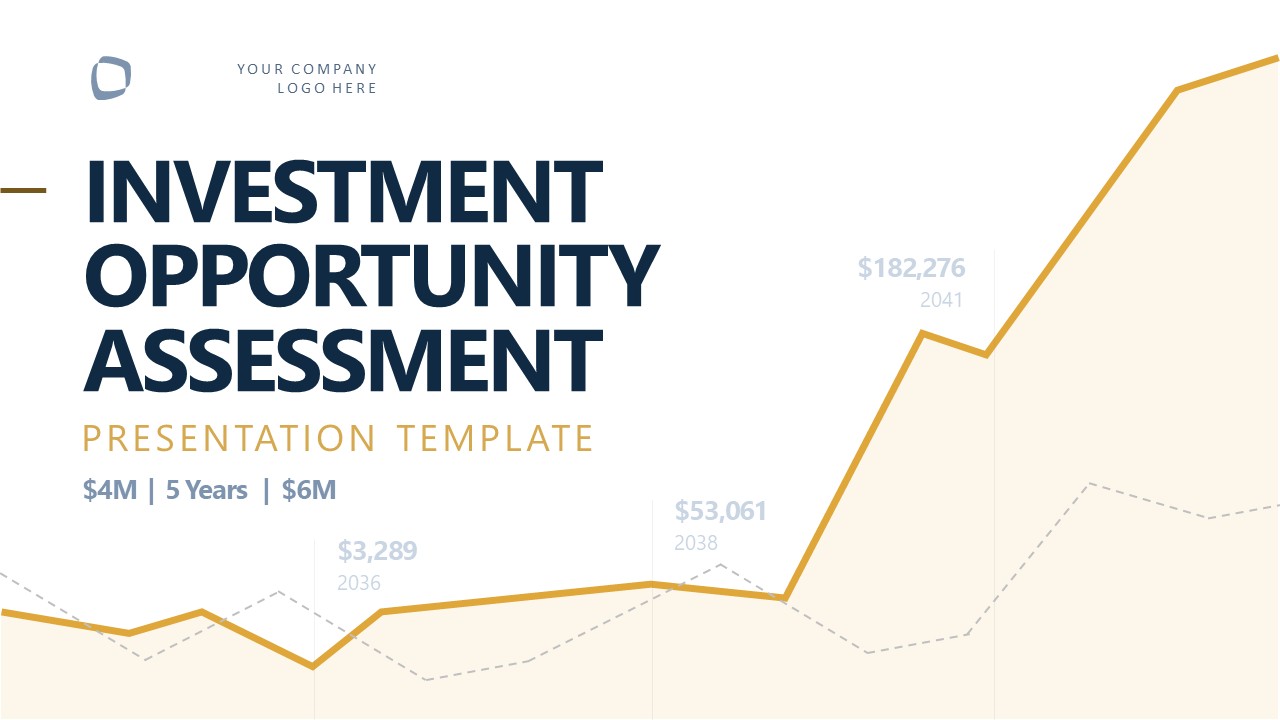 YOUR COMPANY
LOGO HERE
INVESTMENT
OPPORTUNITY
ASSESSMENT
PRESENTATION TEMPLATE
$4M | 5 Years | $6M
$182,276
2041
$53,061
2038
$3,289
2036